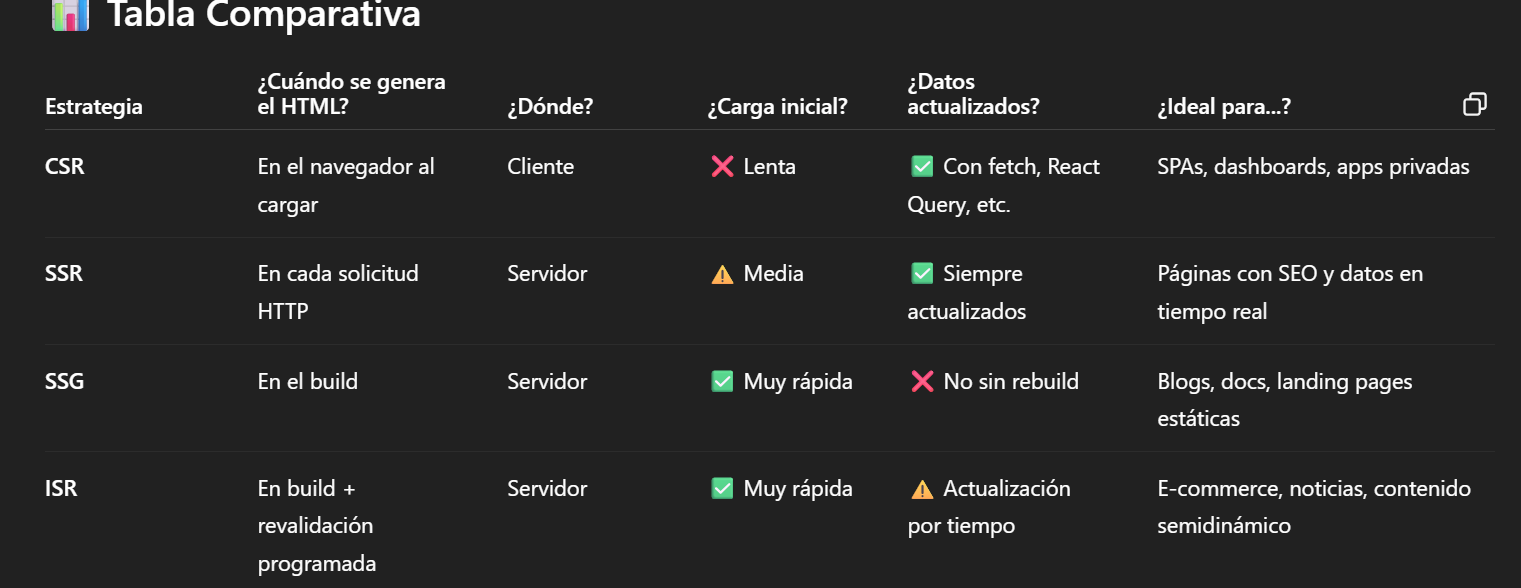 📊 Tabla Comparativa
Estrategia ¿Cuándo se genera el HTML? ¿Dónde? ¿Carga inicial? ¿Datos actualizados? ¿Ideal para...?
CSR En el navegador al cargar Cliente ❌ Lenta ✅ Con fetch, React Query, etc. SPAs, dashboards, apps privadas
SSR En cada solicitud HTTP Servidor ⚠️ Media ✅ Siempre actualizados Páginas con SEO y datos en tiempo real
SSG En el build Servidor ✅ Muy rápida ❌ No sin rebuild Blogs, docs, landing pages estáticas
ISR En build + revalidación programada Servidor ✅ Muy rápida ⚠️ Actualización por tiempo E-commerce, noticias, contenido semidinámico